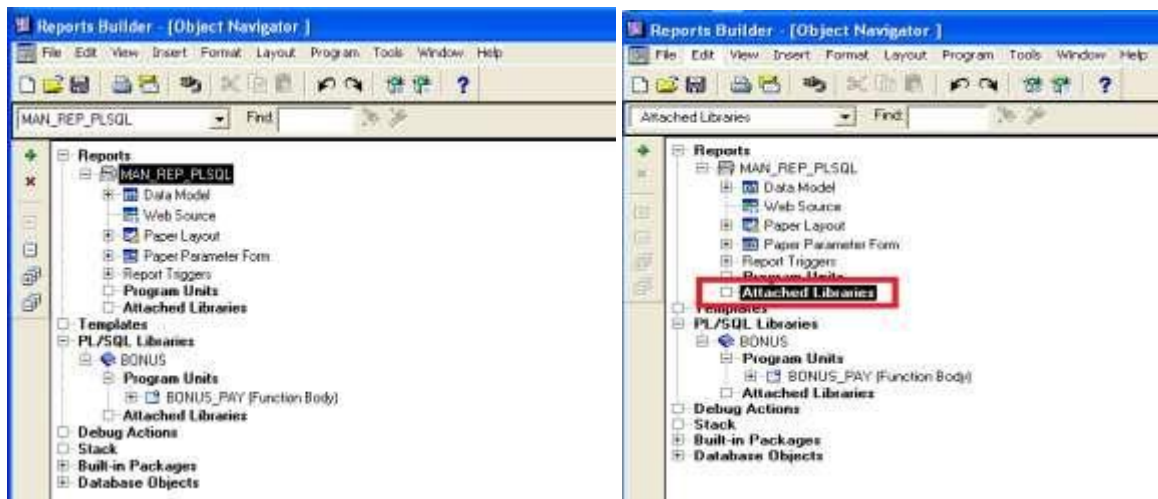 Reports Builder - [Object Navigator ]
File Edit View Insert Format Layout Program Tools Window Help
?
MAN_REP_PLSQL Find:
Reports
MAN_REP_PLSQL
Data Model
Web Source
Paper Layout
Paper Parameter Form
Report Triggers
Program Units
Attached Libraries
Templates
PL/SQL Libraries
BONUS
Program Units
BONUS_PAY (Function Body)
Attached Libraries
Debug Actions
Stack
Built-in Packages
Database Objects
Reports Builder - [Object Navigator ]
File Edit View Insert Format Layout Program Tools Window Help
?
Attached Libraries Find:
Reports
MAN_REP_PLSQL
Data Model
Web Source
Paper Layout
Paper Parameter Form
Report Triggers
Program Units
Attached Libraries
Templates
PL/SQL Libraries
BONUS
Program Units
BONUS_PAY (Function Body)
Attached Libraries
Debug Actions
Stack
Built-in Packages
Database Objects